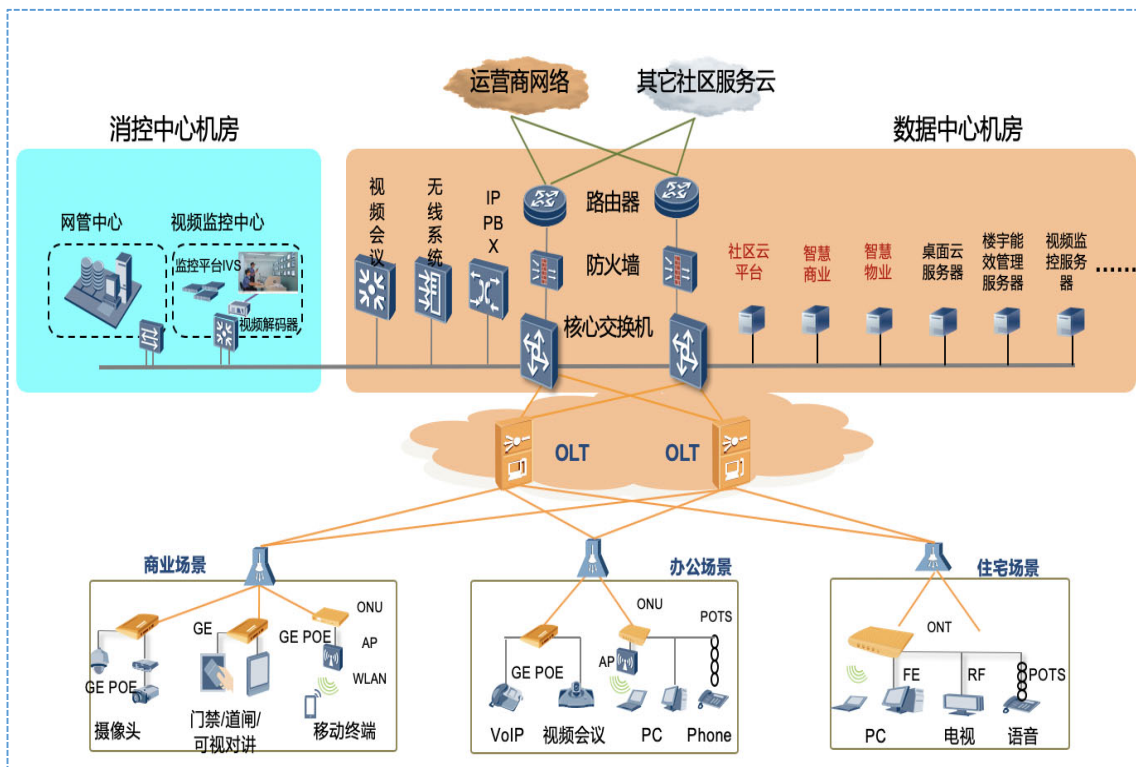 运营商网络
其它社区服务云
消控中心机房
数据中心机房
网管中心
视频监控中心
监控平台IVS
视频解码器
视
频
会
议
无
线
系
统
IP
PB
X
路由器
防火墙
核心交换机
社区云
平台
智慧
商业
智慧
物业
桌面云
服务器
楼宇能
效管理
服务器
视频监
控服务
器
......
OLT
OLT
商业场景
办公场景
住宅场景
GE POE
摄像头
GE
门禁/道闸/
可视对讲
GE POE
ONU
AP
WLAN
移动终端
GE POE
VoIP
视频会议
ONU
AP
POTS
PC
Phone
ONT
FE
RF
POTS
PC
电视
语音